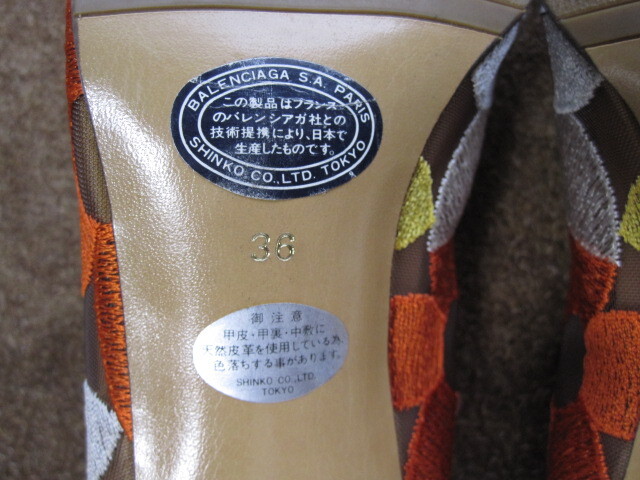 BALENCIAGA S.A. PARIS
この製品はフランス
のバレンシアガ社との
技術提携により、日本で
生産したものです。
SHINKO CO.,LTD. TOKYO
36
御注意
甲皮・甲裏・中敷に
天然皮革を使用している為、
色落ちする事があります。
SHINKO CO.,LTD.
TOKYO